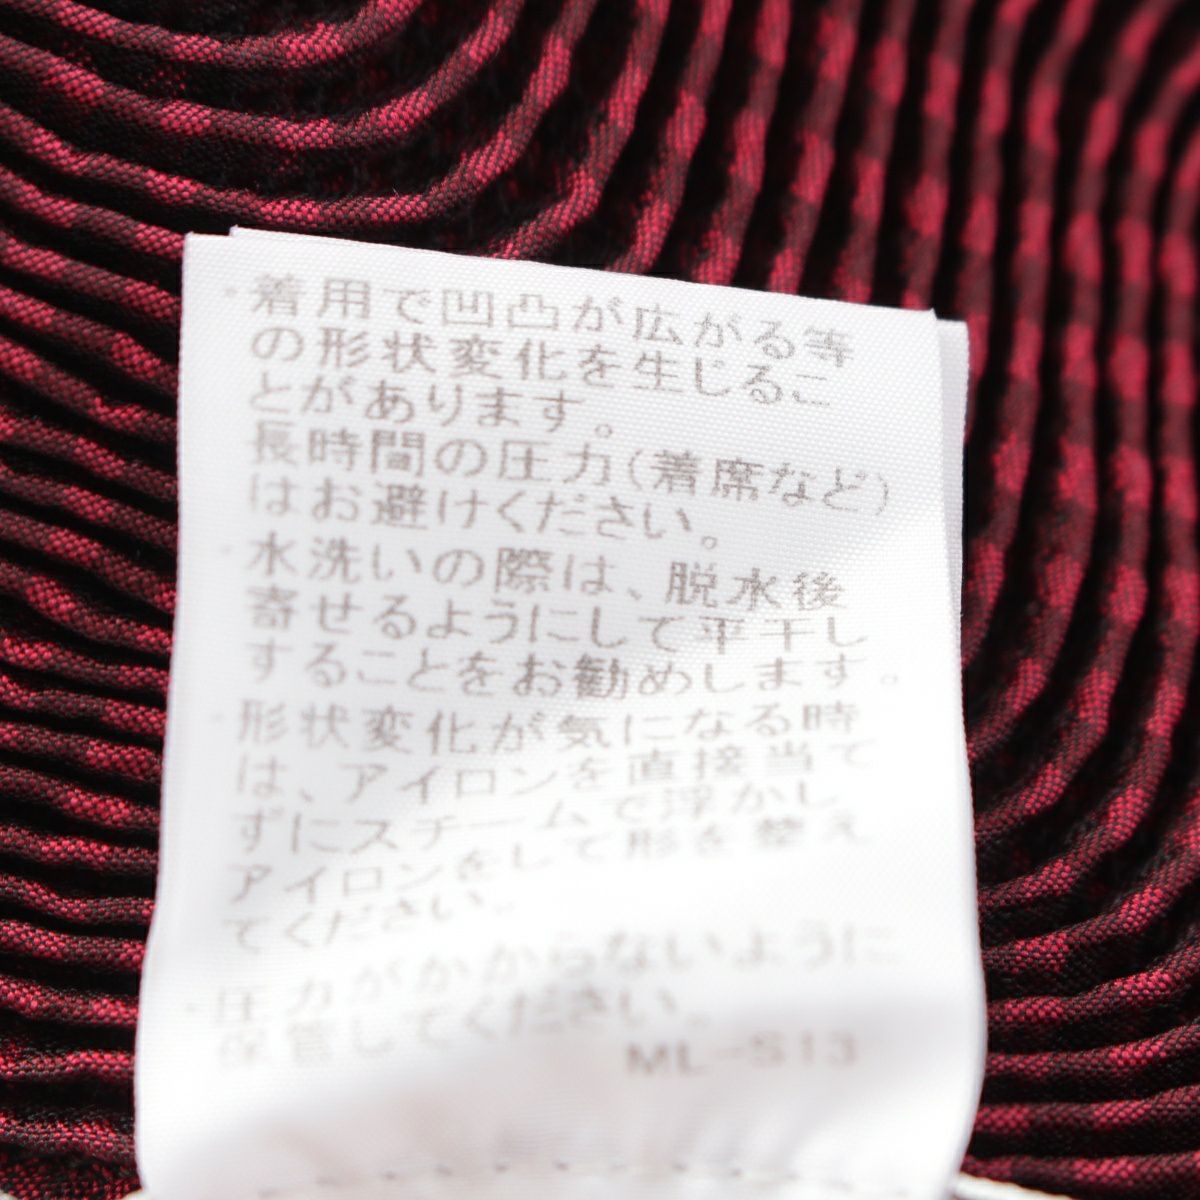 ・着用で凹凸が広がる等
の形状変化を生じるこ
とがあります。
長時間の圧力(着席など)
はお避けください。
・水洗いの際は、脱水後
寄せるようにして平干し
することをお勧めします。
・形状変化が気になる時
は、アイロンを直接当て
ずにスチームで浮かし
アイロンをして形を整え
てください。
・圧力がかからないように
保管してください。
ML-S13